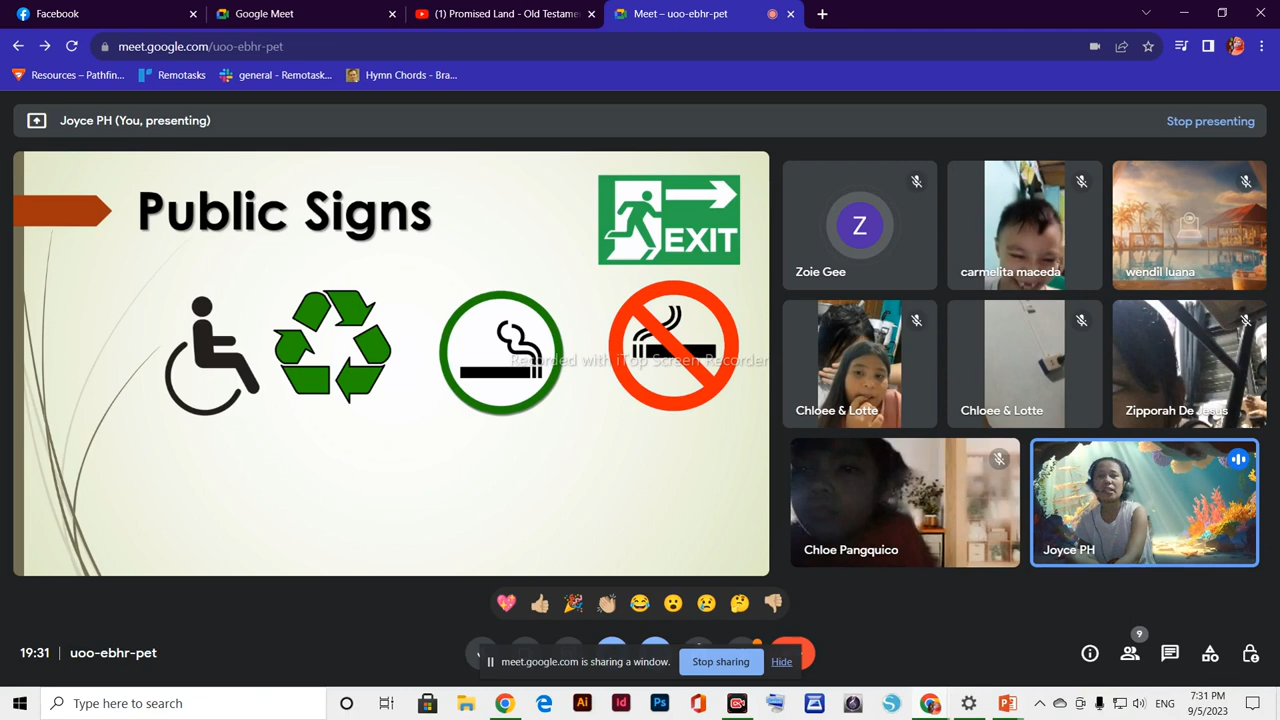 Facebook
Google Meet
(1) Promised Land - Old Testame
Meet – uoo-ebhr-pet
meet.google.com/uoo-ebhr-pet
Resources – Pathfin...
Remotasks
general - Remotask...
Hymn Chords - Bra...
Joyce PH (You, presenting)
Stop presenting
Public Signs
EXIT
Recorded with iTop Screen Recorder
Z
Zoie Gee
carmelita maceda
wendil luana
Chloee & Lotte
Chloee & Lotte
Zipporah De Jesus
Chloe Pangquico
Joyce PH
19:31 | uoo-ebhr-pet
9
meet.google.com is sharing a window.
Stop sharing
Hide
Type here to search
Ai
Id
Ps
ENG
7:31 PM
9/5/2023